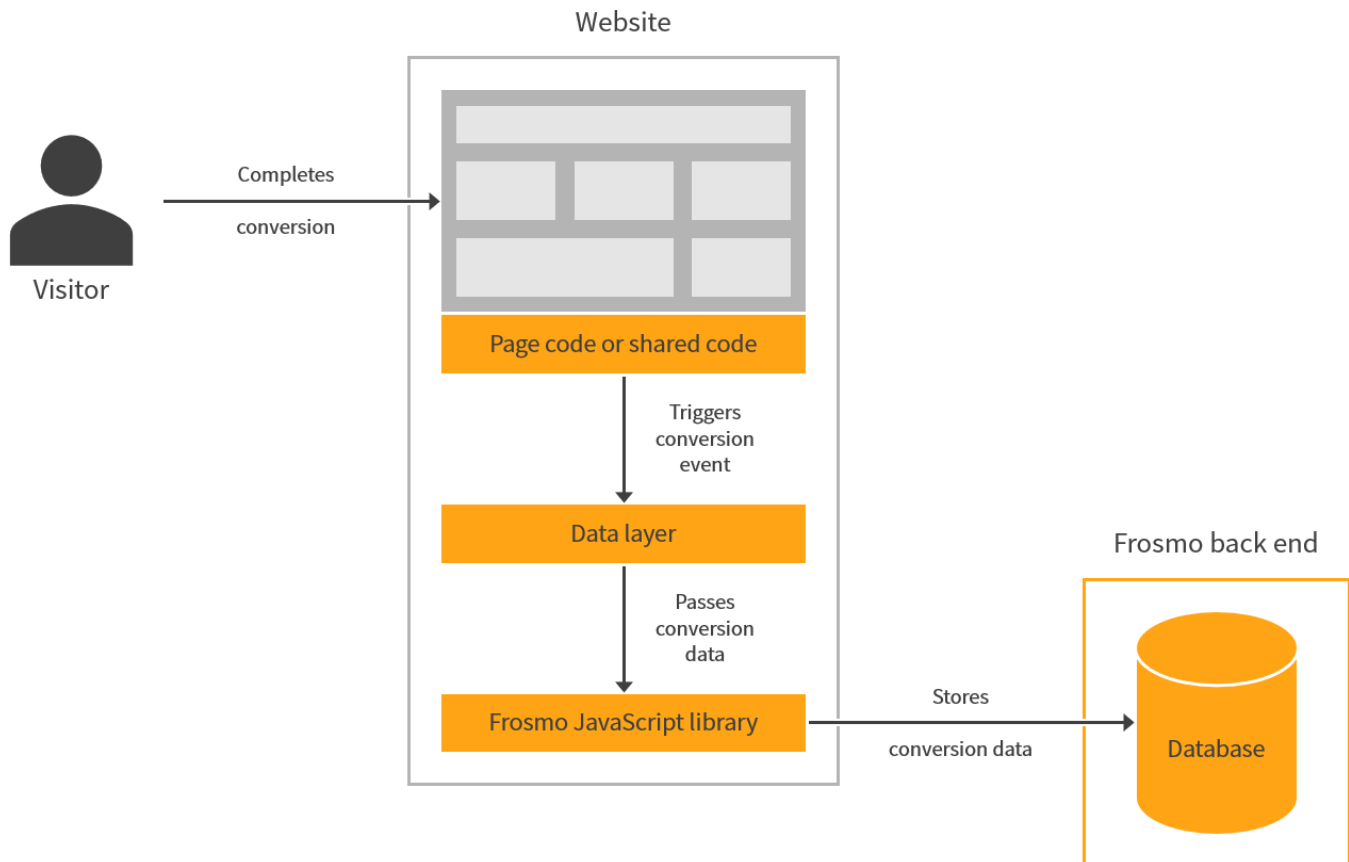 Website
Completes
conversion
Visitor
Page code or shared code
Triggers
conversion
event
Data layer
Passes
conversion
data
Frosmo JavaScript library
Stores
conversion data
Frosmo back end
Database